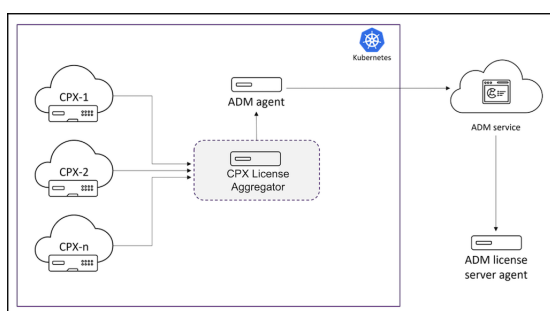 Kubernetes
CPX-1
ADM agent
CPX-2
CPX License
Aggregator
CPX-n
ADM service
ADM license
server agent